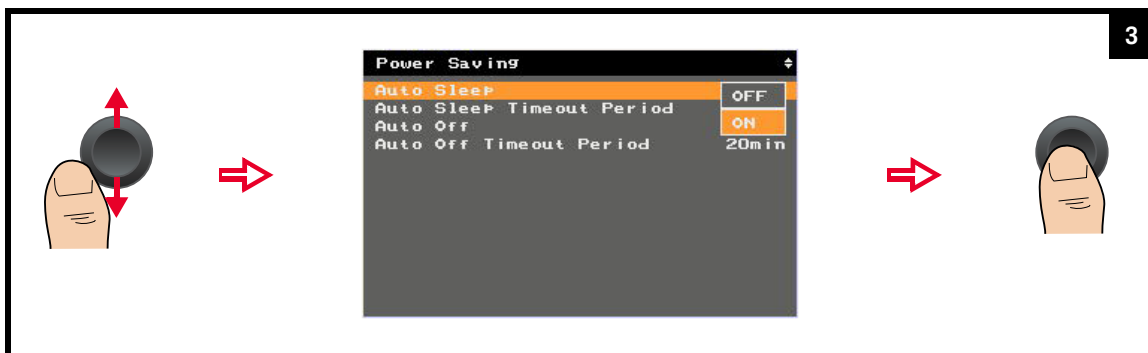 3
Power Saving
Auto Sleep OFF
Auto Sleep Timeout Period
Auto Off ON
Auto Off Timeout Period 20min